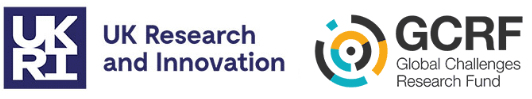 UK
RI
UK Research
and Innovation
GCRF
Global Challenges
Research Fund